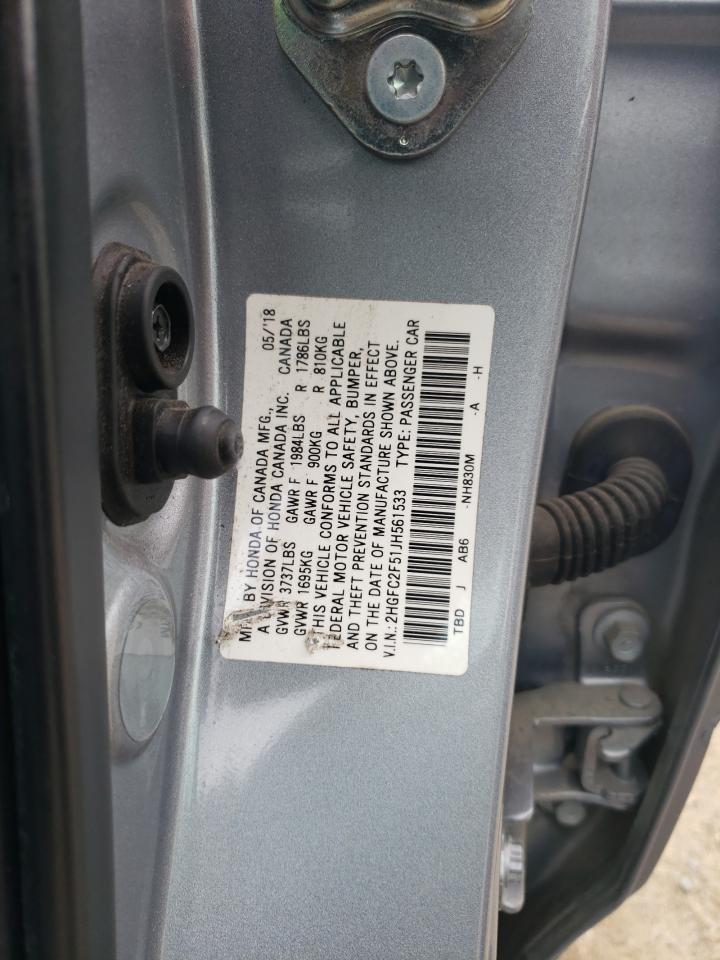 MFD BY HONDA OF CANADA MFG., 05/'18
A DIVISION OF HONDA CANADA INC. CANADA
GVWR 3737LBS GAWR F 1984LBS R 1786LBS
GVWR 1695KG GAWR F 900KG R 810KG
THIS VEHICLE CONFORMS TO ALL APPLICABLE
FEDERAL MOTOR VEHICLE SAFETY, BUMPER,
AND THEFT PREVENTION STANDARDS IN EFFECT
ON THE DATE OF MANUFACTURE SHOWN ABOVE.
V.I.N.: 2HGFC2F51JH561533 TYPE: PASSENGER CAR
TBD J AB6 -NH830M -A -H